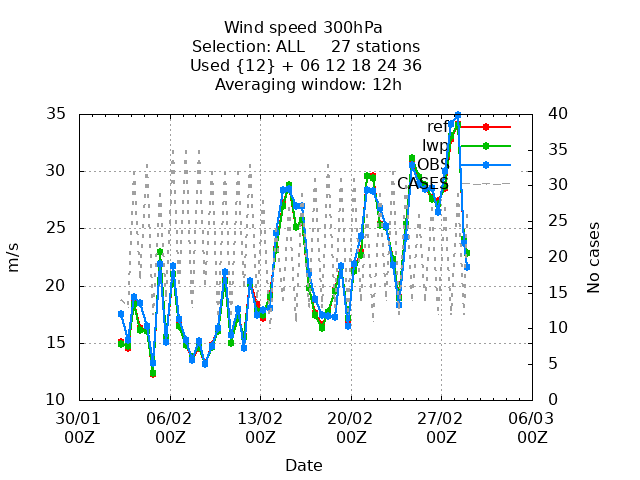 Wind speed 300hPa
Selection: ALL 27 stations
Used {12} + 06 12 18 24 36
Averaging window: 12h
35
30
25
20
15
10
m/s
40
35
30
25
20
15
10
5
0
No cases
ref
lwp
OBS
CASES
30/01 06/02 13/02 20/02 27/02 06/03
00Z 00Z 00Z 00Z 00Z 00Z
Date